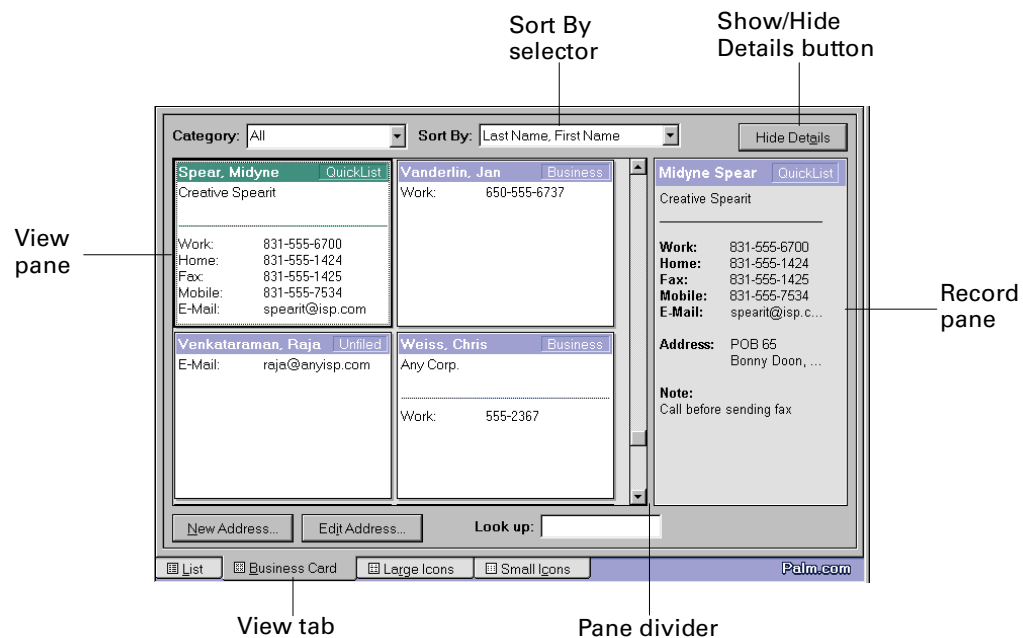 Sort By
selector
Show/Hide
Details button
Category: All
Sort By: Last Name, First Name
Hide Details
Spear, Midyne QuickList
Creative Spearit
Work: 831-555-6700
Home: 831-555-1424
Fax: 831-555-1425
Mobile: 831-555-7534
E-Mail: spearit@isp.com
Vanderlin, Jan Business
Work: 650-555-6737
Venkataraman, Raja Unfiled
E-Mail: raja@anyisp.com
Weiss, Chris Business
Any Corp.
Work: 555-2367
Midyne Spear QuickList
Creative Spearit
Work: 831-555-6700
Home: 831-555-1424
Fax: 831-555-1425
Mobile: 831-555-7534
E-Mail: spearit@isp.c...
Address: POB 65
Bonny Doon, ...
Note:
Call before sending fax
View
pane
Record
pane
New Address...
Edit Address...
Look up:
List
Business Card
Large Icons
Small Icons
Palm.com
View tab
Pane divider